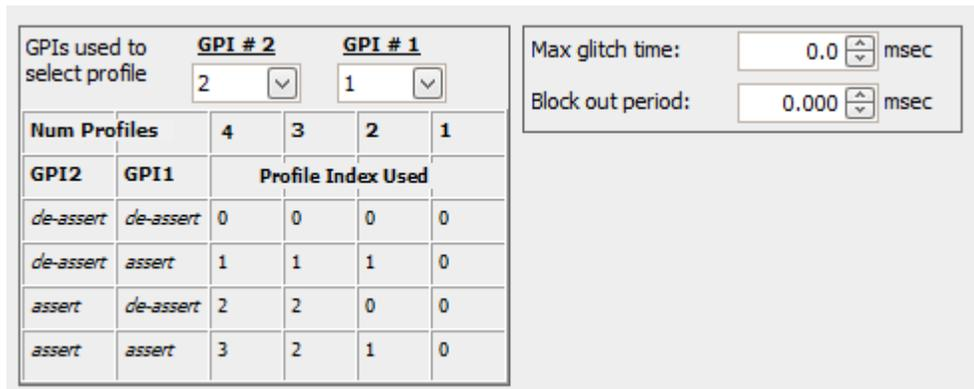 GPIs used to
select profile
GPI # 2
GPI # 1
2
1
Num Profiles 4 3 2 1
GPI2 GPI1 Profile Index Used
de-assert de-assert 0 0 0 0
de-assert assert 1 1 1 0
assert de-assert 2 2 0 0
assert assert 3 2 1 0
Max glitch time: 0.0 msec
Block out period: 0.000 msec